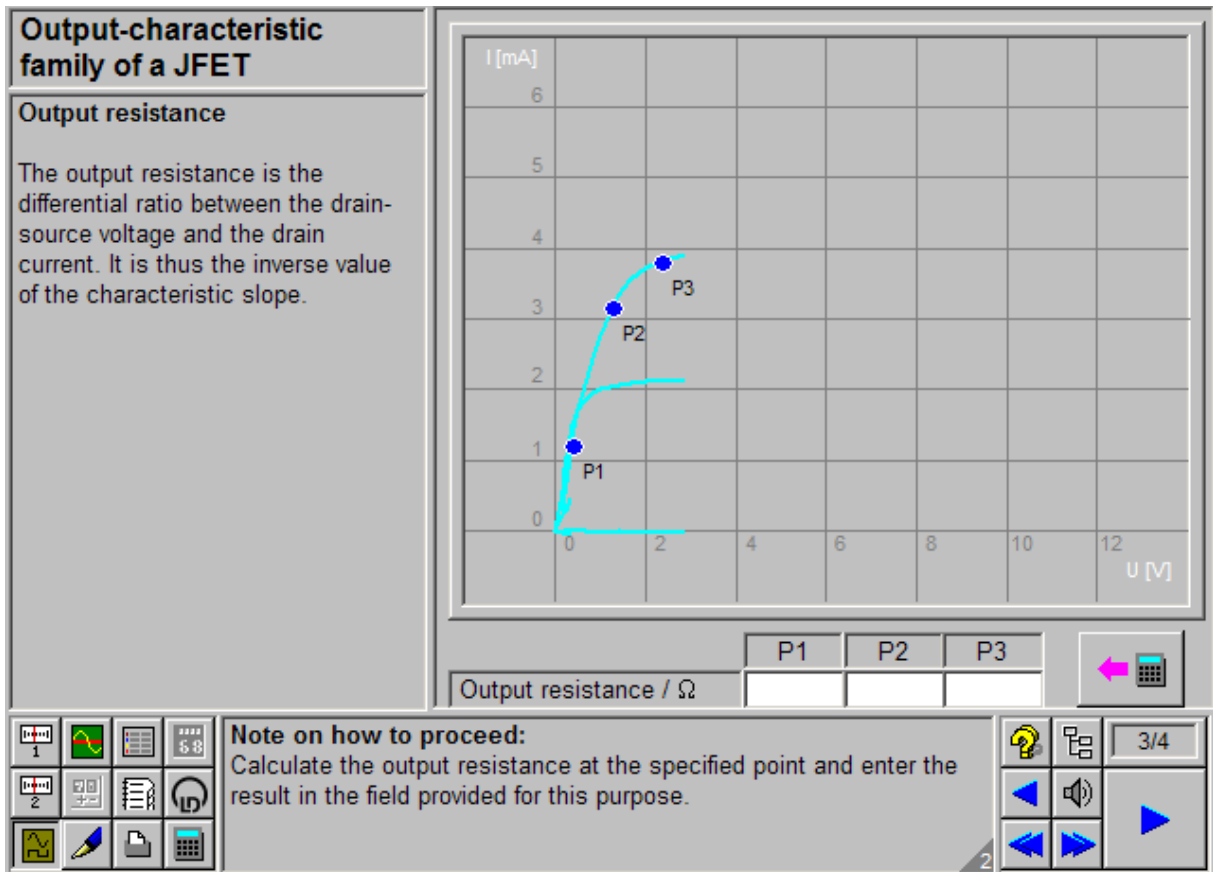 Output-characteristic
family of a JFET
Output resistance
The output resistance is the
differential ratio between the drain-
source voltage and the drain
current. It is thus the inverse value
of the characteristic slope.
I [mA]
6
5
4
3
2
1
0
P3
P2
P1
0 2 4 6 8 10 12
U [V]
P1 P2 P3
Output resistance / Ω
1
2
Note on how to proceed:
Calculate the output resistance at the specified point and enter the
result in the field provided for this purpose.
2
3/4